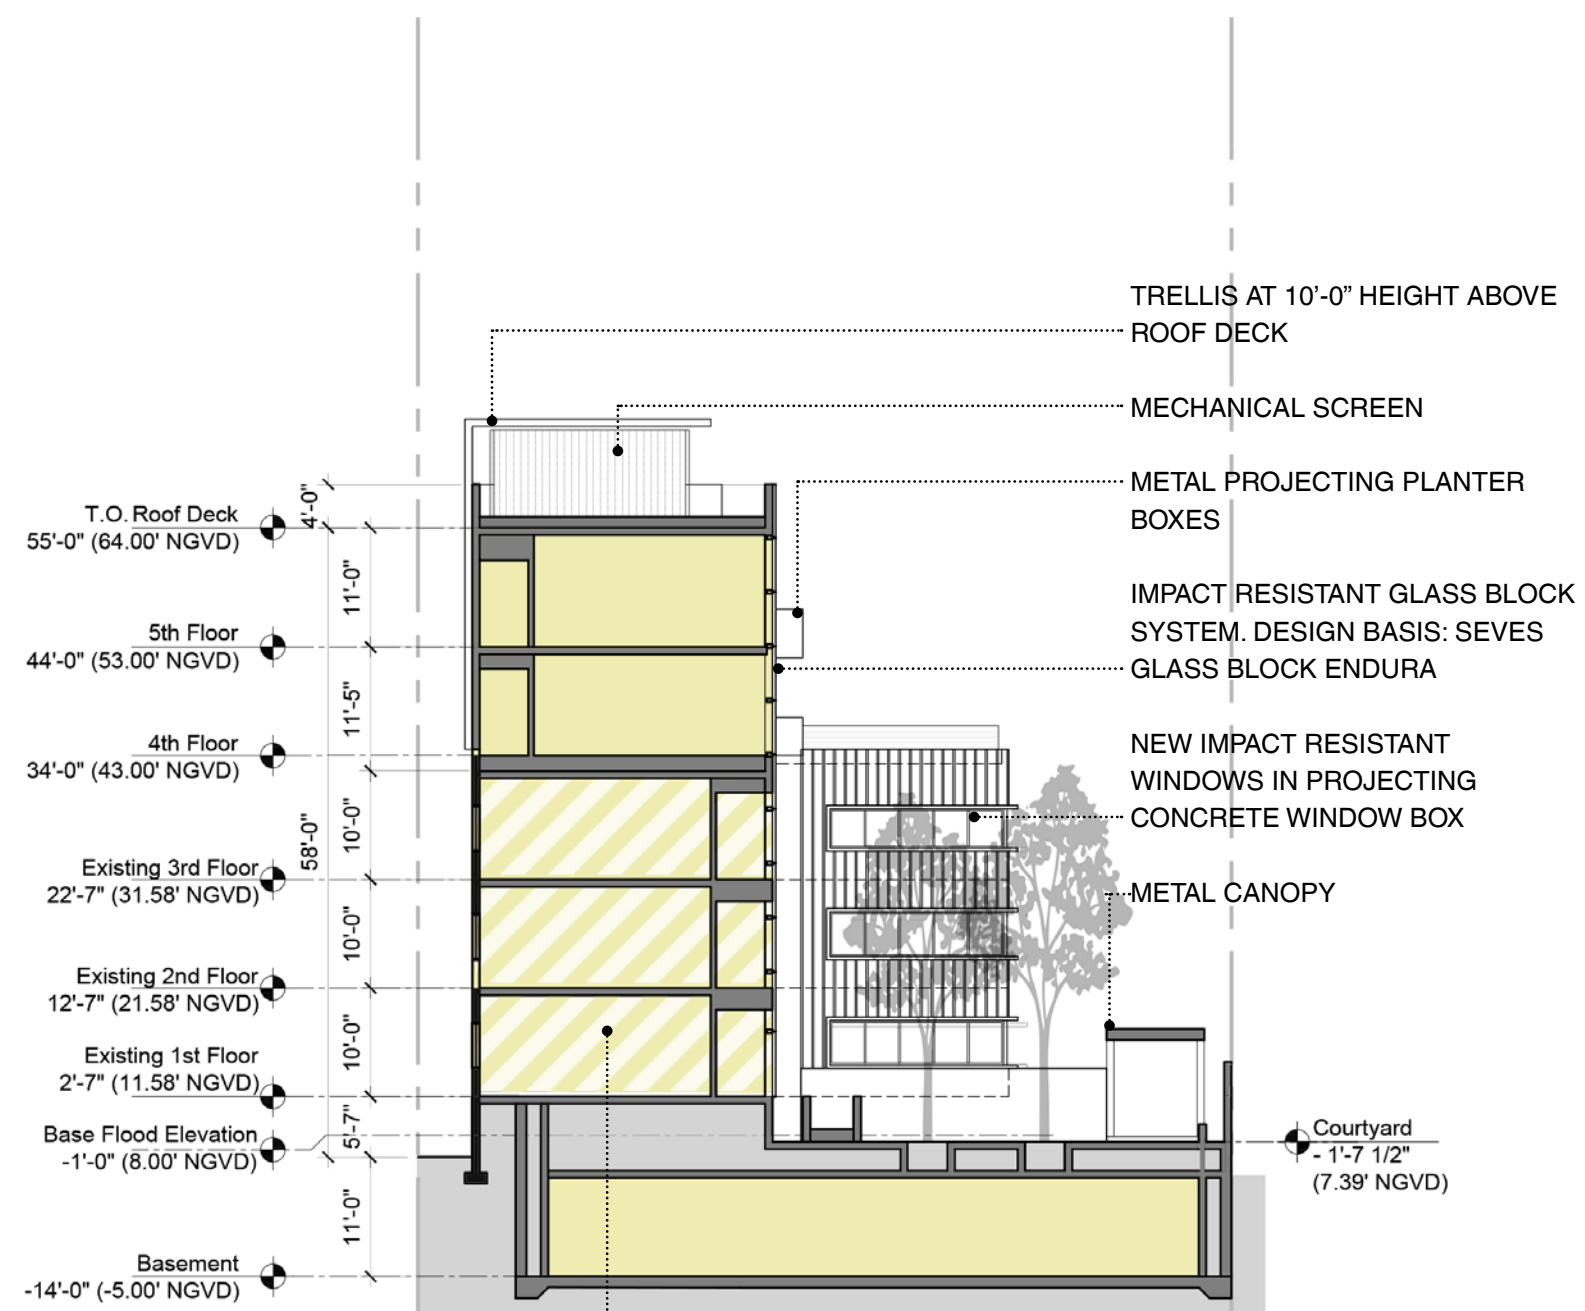 TRELLIS AT 10'-0” HEIGHT ABOVE
ROOF DECK
MECHANICAL SCREEN
METAL PROJECTING PLANTER
BOXES
IMPACT RESISTANT GLASS BLOCK
SYSTEM. DESIGN BASIS: SEVES
GLASS BLOCK ENDURA
NEW IMPACT RESISTANT
WINDOWS IN PROJECTING
CONCRETE WINDOW BOX
METAL CANOPY
T.O. Roof Deck
55'-0" (64.00' NGVD)
5th Floor
44'-0" (53.00' NGVD)
4th Floor
34'-0" (43.00' NGVD)
Existing 3rd Floor
22'-7" (31.58' NGVD)
Existing 2nd Floor
12'-7" (21.58' NGVD)
Existing 1st Floor
2'-7" (11.58' NGVD)
Base Flood Elevation
-1'-0" (8.00' NGVD)
Basement
-14'-0" (-5.00' NGVD)
4'-0"
58'-0"
11'-0"
11'-5"
10'-0"
10'-0"
10'-0"
5'-7"
11'-0"
Courtyard
- 1'-7 1/2"
(7.39' NGVD)